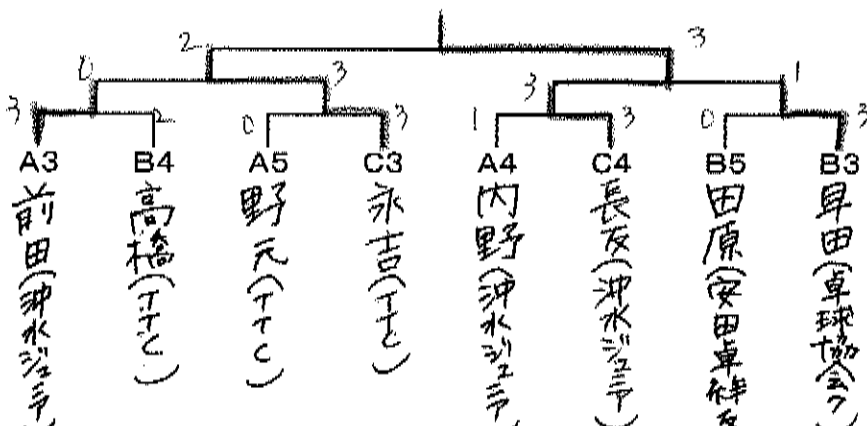 2 3
0 3 3 1
3 2 0 3 1 3 0 3
A3 B4 A5 C3 A4 C4 B5 B3
前田(沖水ジュニア)
高橋(TTC)
野元(TTC)
永吉(TTC)
内野(沖水ジュニア)
長友(沖水ジュニア)
田原(安田卓
早田(卓球協会